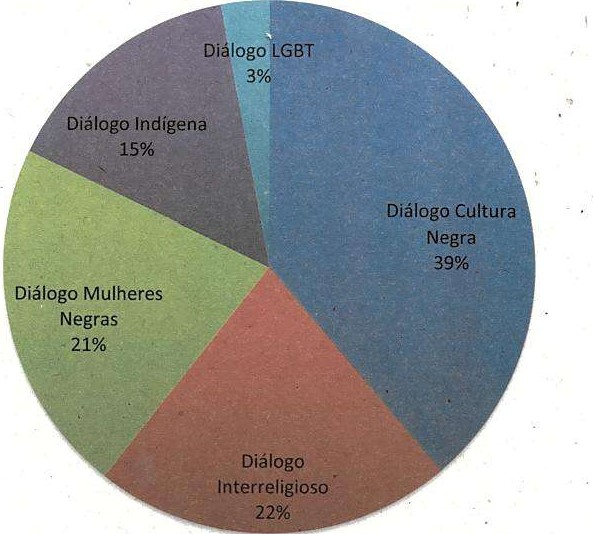 Diálogo LGBT
3%
Diálogo Indígena
15%
Diálogo Cultura
Negra
39%
Diálogo Mulheres
Negras
21%
Diálogo
Interreligioso
22%